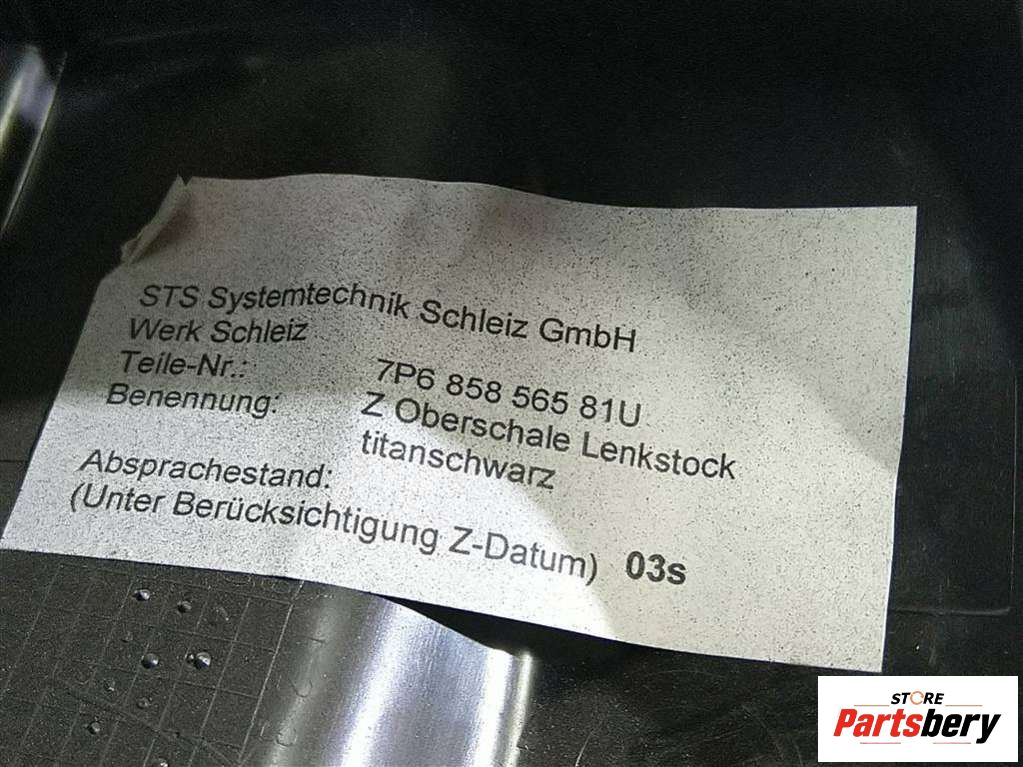 STS Systemtechnik Schleiz GmbH
Werk Schleiz
Teile-Nr.: 7P6 858 565 81U
Benennung: Z Oberschale Lenkstock
titanschwarz
Absprachestand:
(Unter Berücksichtigung Z-Datum) 03s
STORE
Partsbery